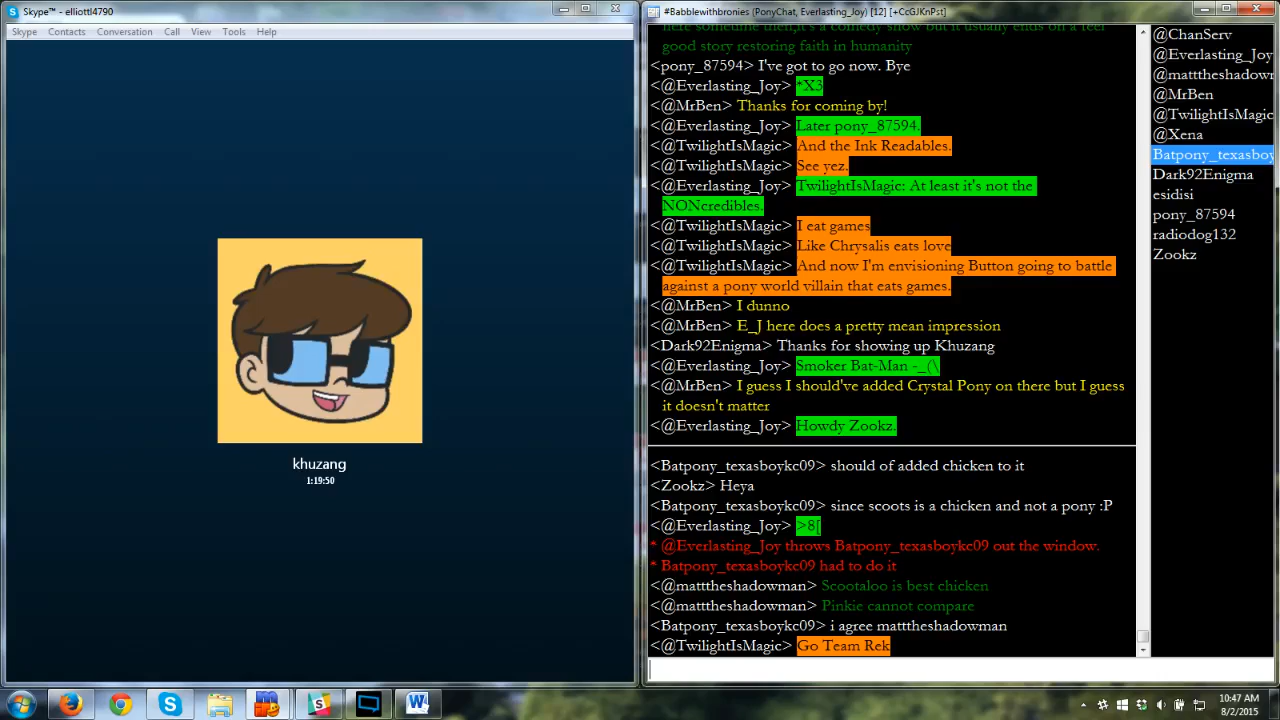 Skype™ - elliottl4790
Skype Contacts Conversation Call View Tools Help
khuzang
1:19:50
#Babblewithbronies (PonyChat, Everlasting_Joy) [12] [+CcGJKnPst]
good story restoring faith in humanity
<pony_87594> I've got to go now. Bye
<@Everlasting_Joy> *X3
<@MrBen> Thanks for coming by!
<@Everlasting_Joy> Later pony_87594.
<@TwilightIsMagic> And the Ink Readables.
<@TwilightIsMagic> See yez.
<@Everlasting_Joy> TwilightIsMagic: At least it's not the
NONcredibles.
<@TwilightIsMagic> I eat games
<@TwilightIsMagic> Like Chrysalis eats love
<@TwilightIsMagic> And now I'm envisioning Button going to battle
against a pony world villain that eats games.
<@MrBen> I dunno
<@MrBen> E_J here does a pretty mean impression
<Dark92Enigma> Thanks for showing up Khuzang
<@Everlasting_Joy> Smoker Bat-Man -_(\
<@MrBen> I guess I should've added Crystal Pony on there but I guess
it doesn't matter
<@Everlasting_Joy> Howdy Zookz.
<Batpony_texasboykc09> should of added chicken to it
<Zookz> Heya
<Batpony_texasboykc09> since scoots is a chicken and not a pony :P
<@Everlasting_Joy> >8[
* @Everlasting_Joy throws Batpony_texasboykc09 out the window.
* Batpony_texasboykc09 had to do it
<@matttheshadowman> Scootaloo is best chicken
<@matttheshadowman> Pinkie cannot compare
<Batpony_texasboykc09> i agree matttheshadowman
<@TwilightIsMagic> Go Team Rek
@ChanServ
@Everlasting_Joy
@matttheshadown
@MrBen
@TwilightIsMagic
@Xena
Batpony_texasboy
Dark92Enigma
esidisi
pony_87594
radiodog132
Zookz
10:47 AM
8/2/2015